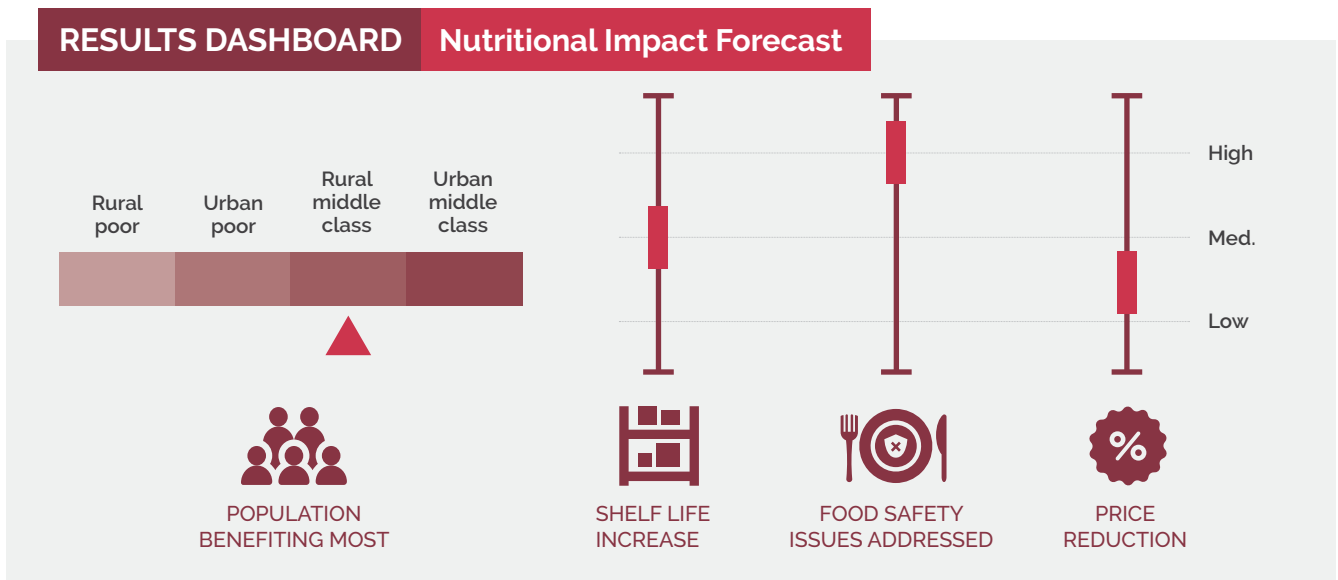 RESULTS DASHBOARD
Nutritional Impact Forecast
Rural
poor
Urban
poor
Rural
middle
class
Urban
middle
class
High
Med.
Low
POPULATION
BENEFITING MOST
SHELF LIFE
INCREASE
FOOD SAFETY
ISSUES ADDRESSED
%
PRICE
REDUCTION